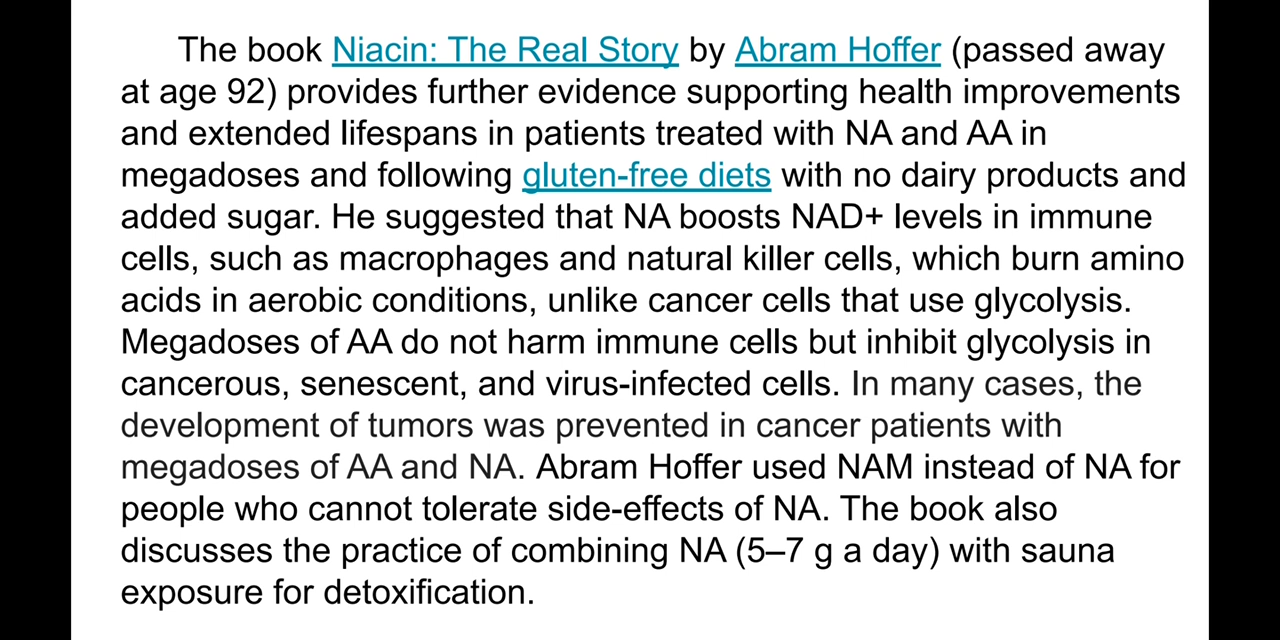 The book Niacin: The Real Story by Abram Hoffer (passed away
at age 92) provides further evidence supporting health improvements
and extended lifespans in patients treated with NA and AA in
megadoses and following gluten-free diets with no dairy products and
added sugar. He suggested that NA boosts NAD+ levels in immune
cells, such as macrophages and natural killer cells, which burn amino
acids in aerobic conditions, unlike cancer cells that use glycolysis.
Megadoses of AA do not harm immune cells but inhibit glycolysis in
cancerous, senescent, and virus-infected cells. In many cases, the
development of tumors was prevented in cancer patients with
megadoses of AA and NA. Abram Hoffer used NAM instead of NA for
people who cannot tolerate side-effects of NA. The book also
discusses the practice of combining NA (5–7 g a day) with sauna
exposure for detoxification.